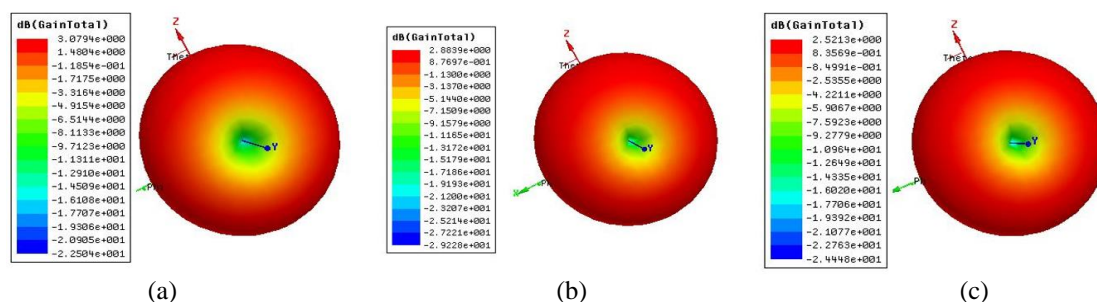 dB(GainTotal)
3.0794e+000
1.4804e+000
-1.1854e-001
-1.7175e+000
-3.3164e+000
-4.9154e+000
-6.5144e+000
-8.1133e+000
-9.7123e+000
-1.1311e+001
-1.2910e+001
-1.4509e+001
-1.6108e+001
-1.7707e+001
-1.9306e+001
-2.0905e+001
-2.2504e+001
Z
Y
(a)
dB(GainTotal)
2.8839e+000
8.7697e-001
-1.1300e+000
-3.1370e+000
-5.1440e+000
-7.1509e+000
-9.1579e+000
-1.1165e+001
-1.3172e+001
-1.5179e+001
-1.7186e+001
-1.9193e+001
-2.1200e+001
-2.3207e+001
-2.5214e+001
-2.7221e+001
-2.9228e+001
Z
Y
X
(b)
dB(GainTotal)
2.5213e+000
8.3569e-001
-8.4991e-001
-2.5355e+000
-4.2211e+000
-5.9067e+000
-7.5923e+000
-9.2779e+000
-1.0964e+001
-1.2649e+001
-1.4335e+001
-1.6020e+001
-1.7706e+001
-1.9392e+001
-2.1077e+001
-2.2763e+001
-2.4448e+001
Z
Y
(c)